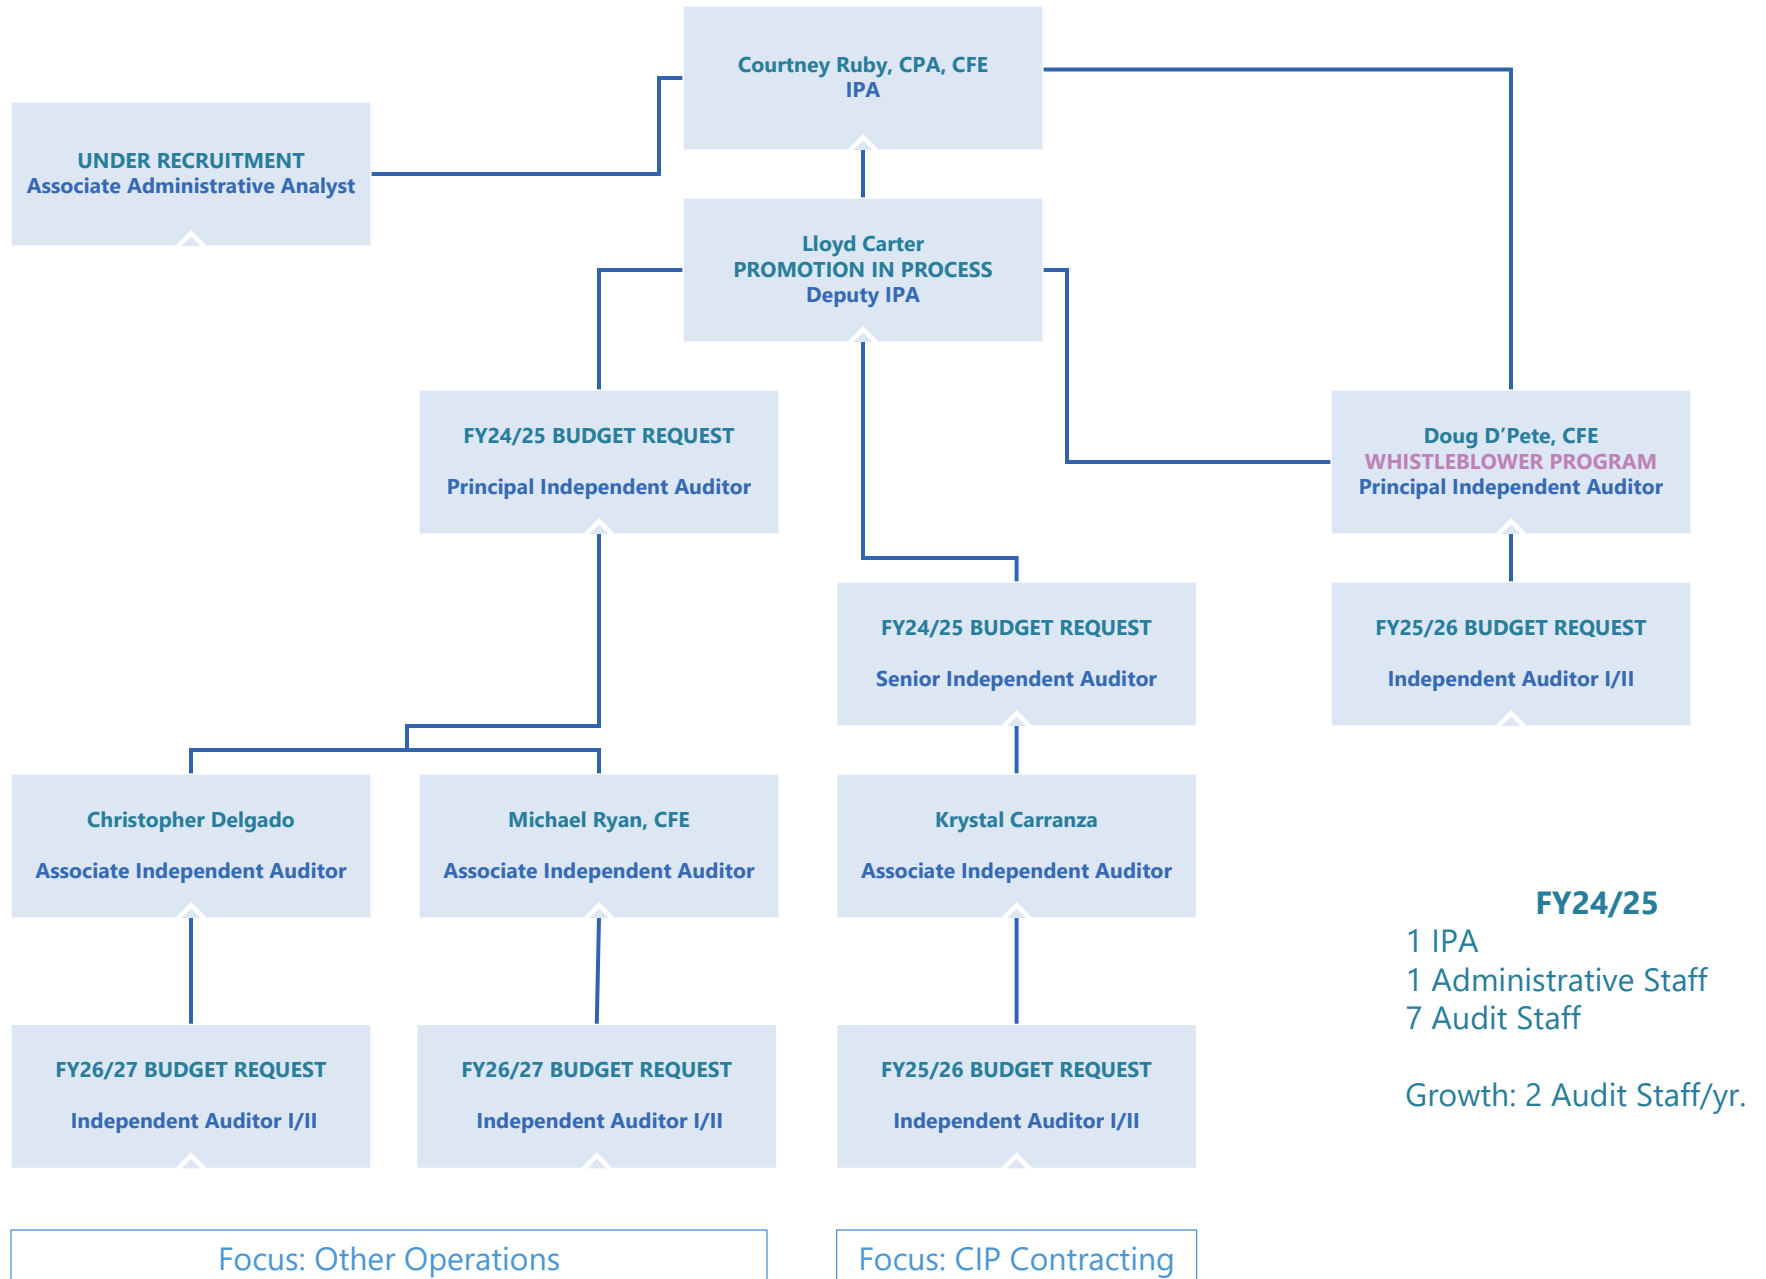 Courtney Ruby, CPA, CFE
IPA
UNDER RECRUITMENT
Associate Administrative Analyst
Lloyd Carter
PROMOTION IN PROCESS
Deputy IPA
FY24/25 BUDGET REQUEST
Principal Independent Auditor
Doug D’Pete, CFE
WHISTLEBLOWER PROGRAM
Principal Independent Auditor
FY24/25 BUDGET REQUEST
Senior Independent Auditor
FY25/26 BUDGET REQUEST
Independent Auditor I/II
Christopher Delgado
Associate Independent Auditor
Michael Ryan, CFE
Associate Independent Auditor
Krystal Carranza
Associate Independent Auditor
FY24/25
1 IPA
1 Administrative Staff
7 Audit Staff
Growth: 2 Audit Staff/yr.
FY26/27 BUDGET REQUEST
Independent Auditor I/II
FY26/27 BUDGET REQUEST
Independent Auditor I/II
FY25/26 BUDGET REQUEST
Independent Auditor I/II
Focus: Other Operations
Focus: CIP Contracting